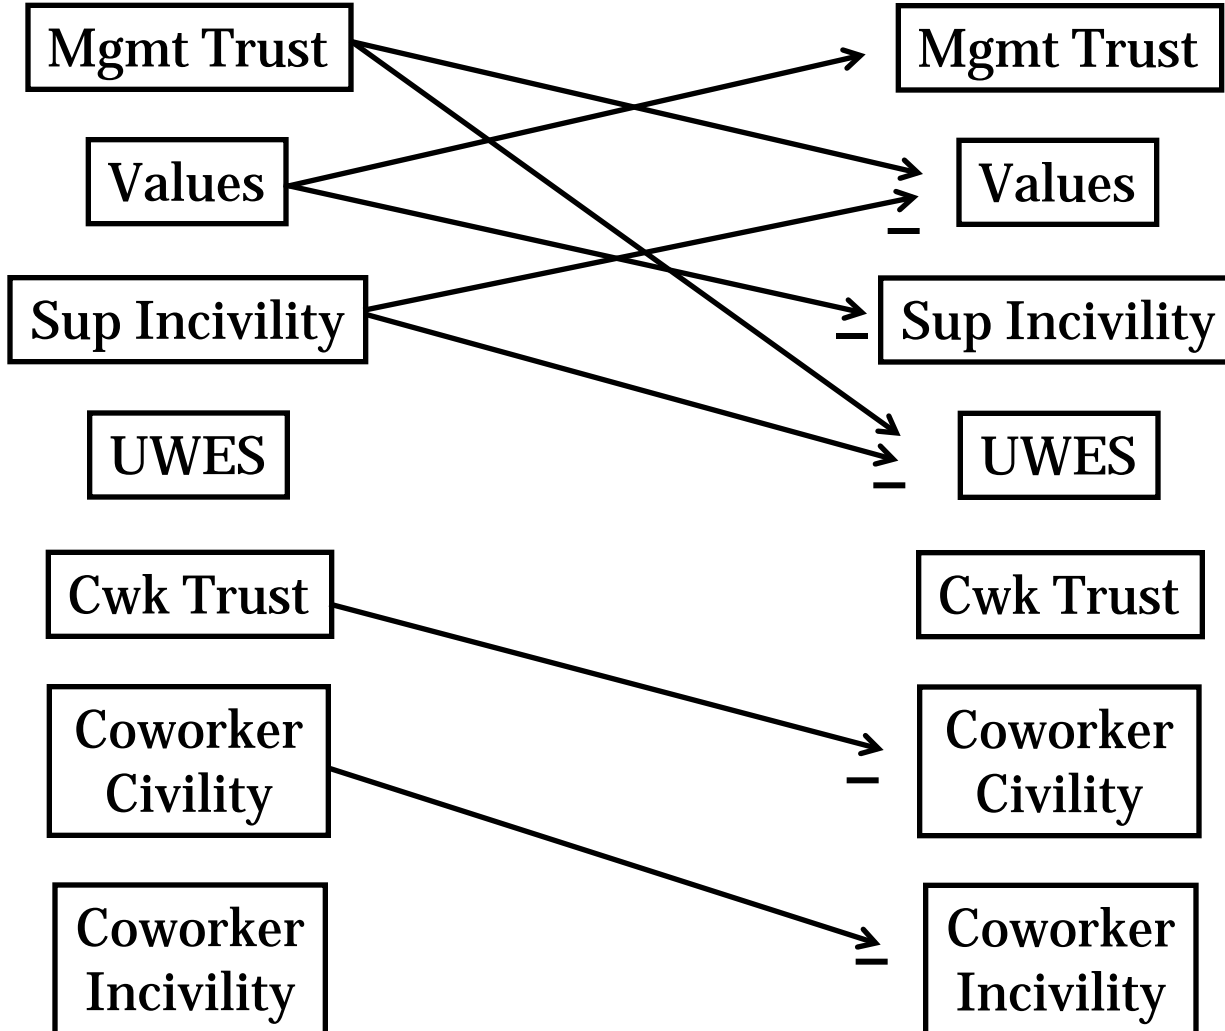 Mgmt Trust
Mgmt Trust
Values
Values
–
Sup Incivility
Sup Incivility
–
UWES
UWES
–
Cwk Trust
Cwk Trust
Coworker
Civility
Coworker
Civility
–
Coworker
Incivility
Coworker
Incivility
–